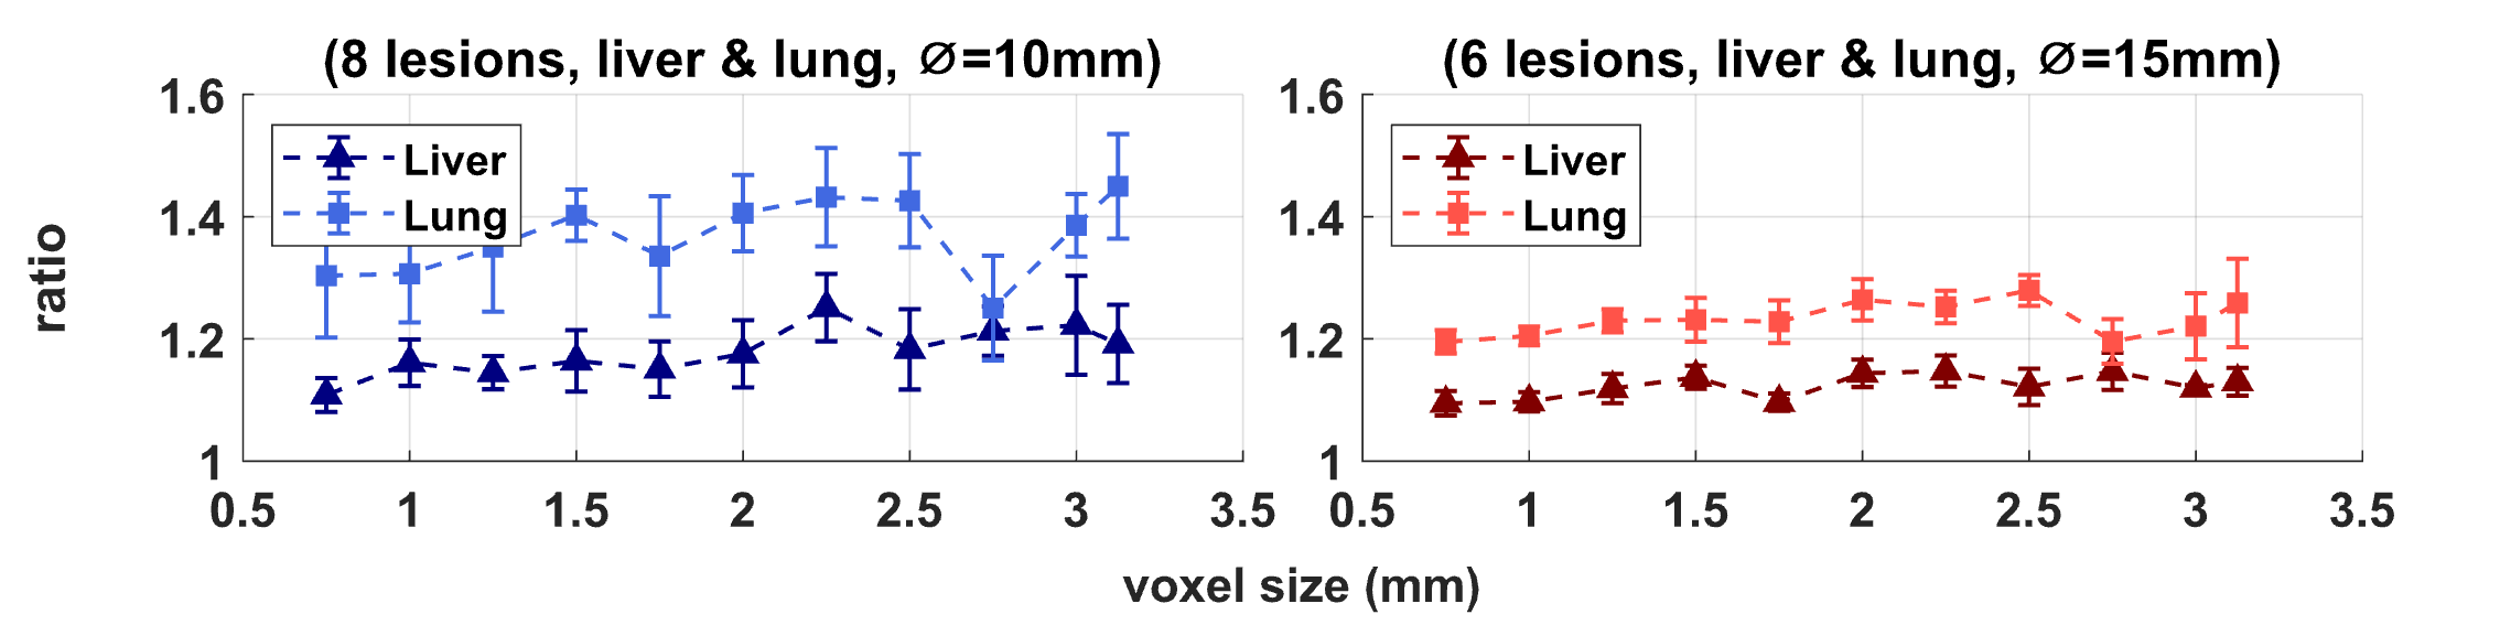 (8 lesions, liver & lung, ∅=10mm)
1.6
1.4
1.2
1
ratio
Liver
Lung
0.5 1 1.5 2 2.5 3 3.5
(6 lesions, liver & lung, ∅=15mm)
1.6
1.4
1.2
1
Liver
Lung
0.5 1 1.5 2 2.5 3 3.5
voxel size (mm)